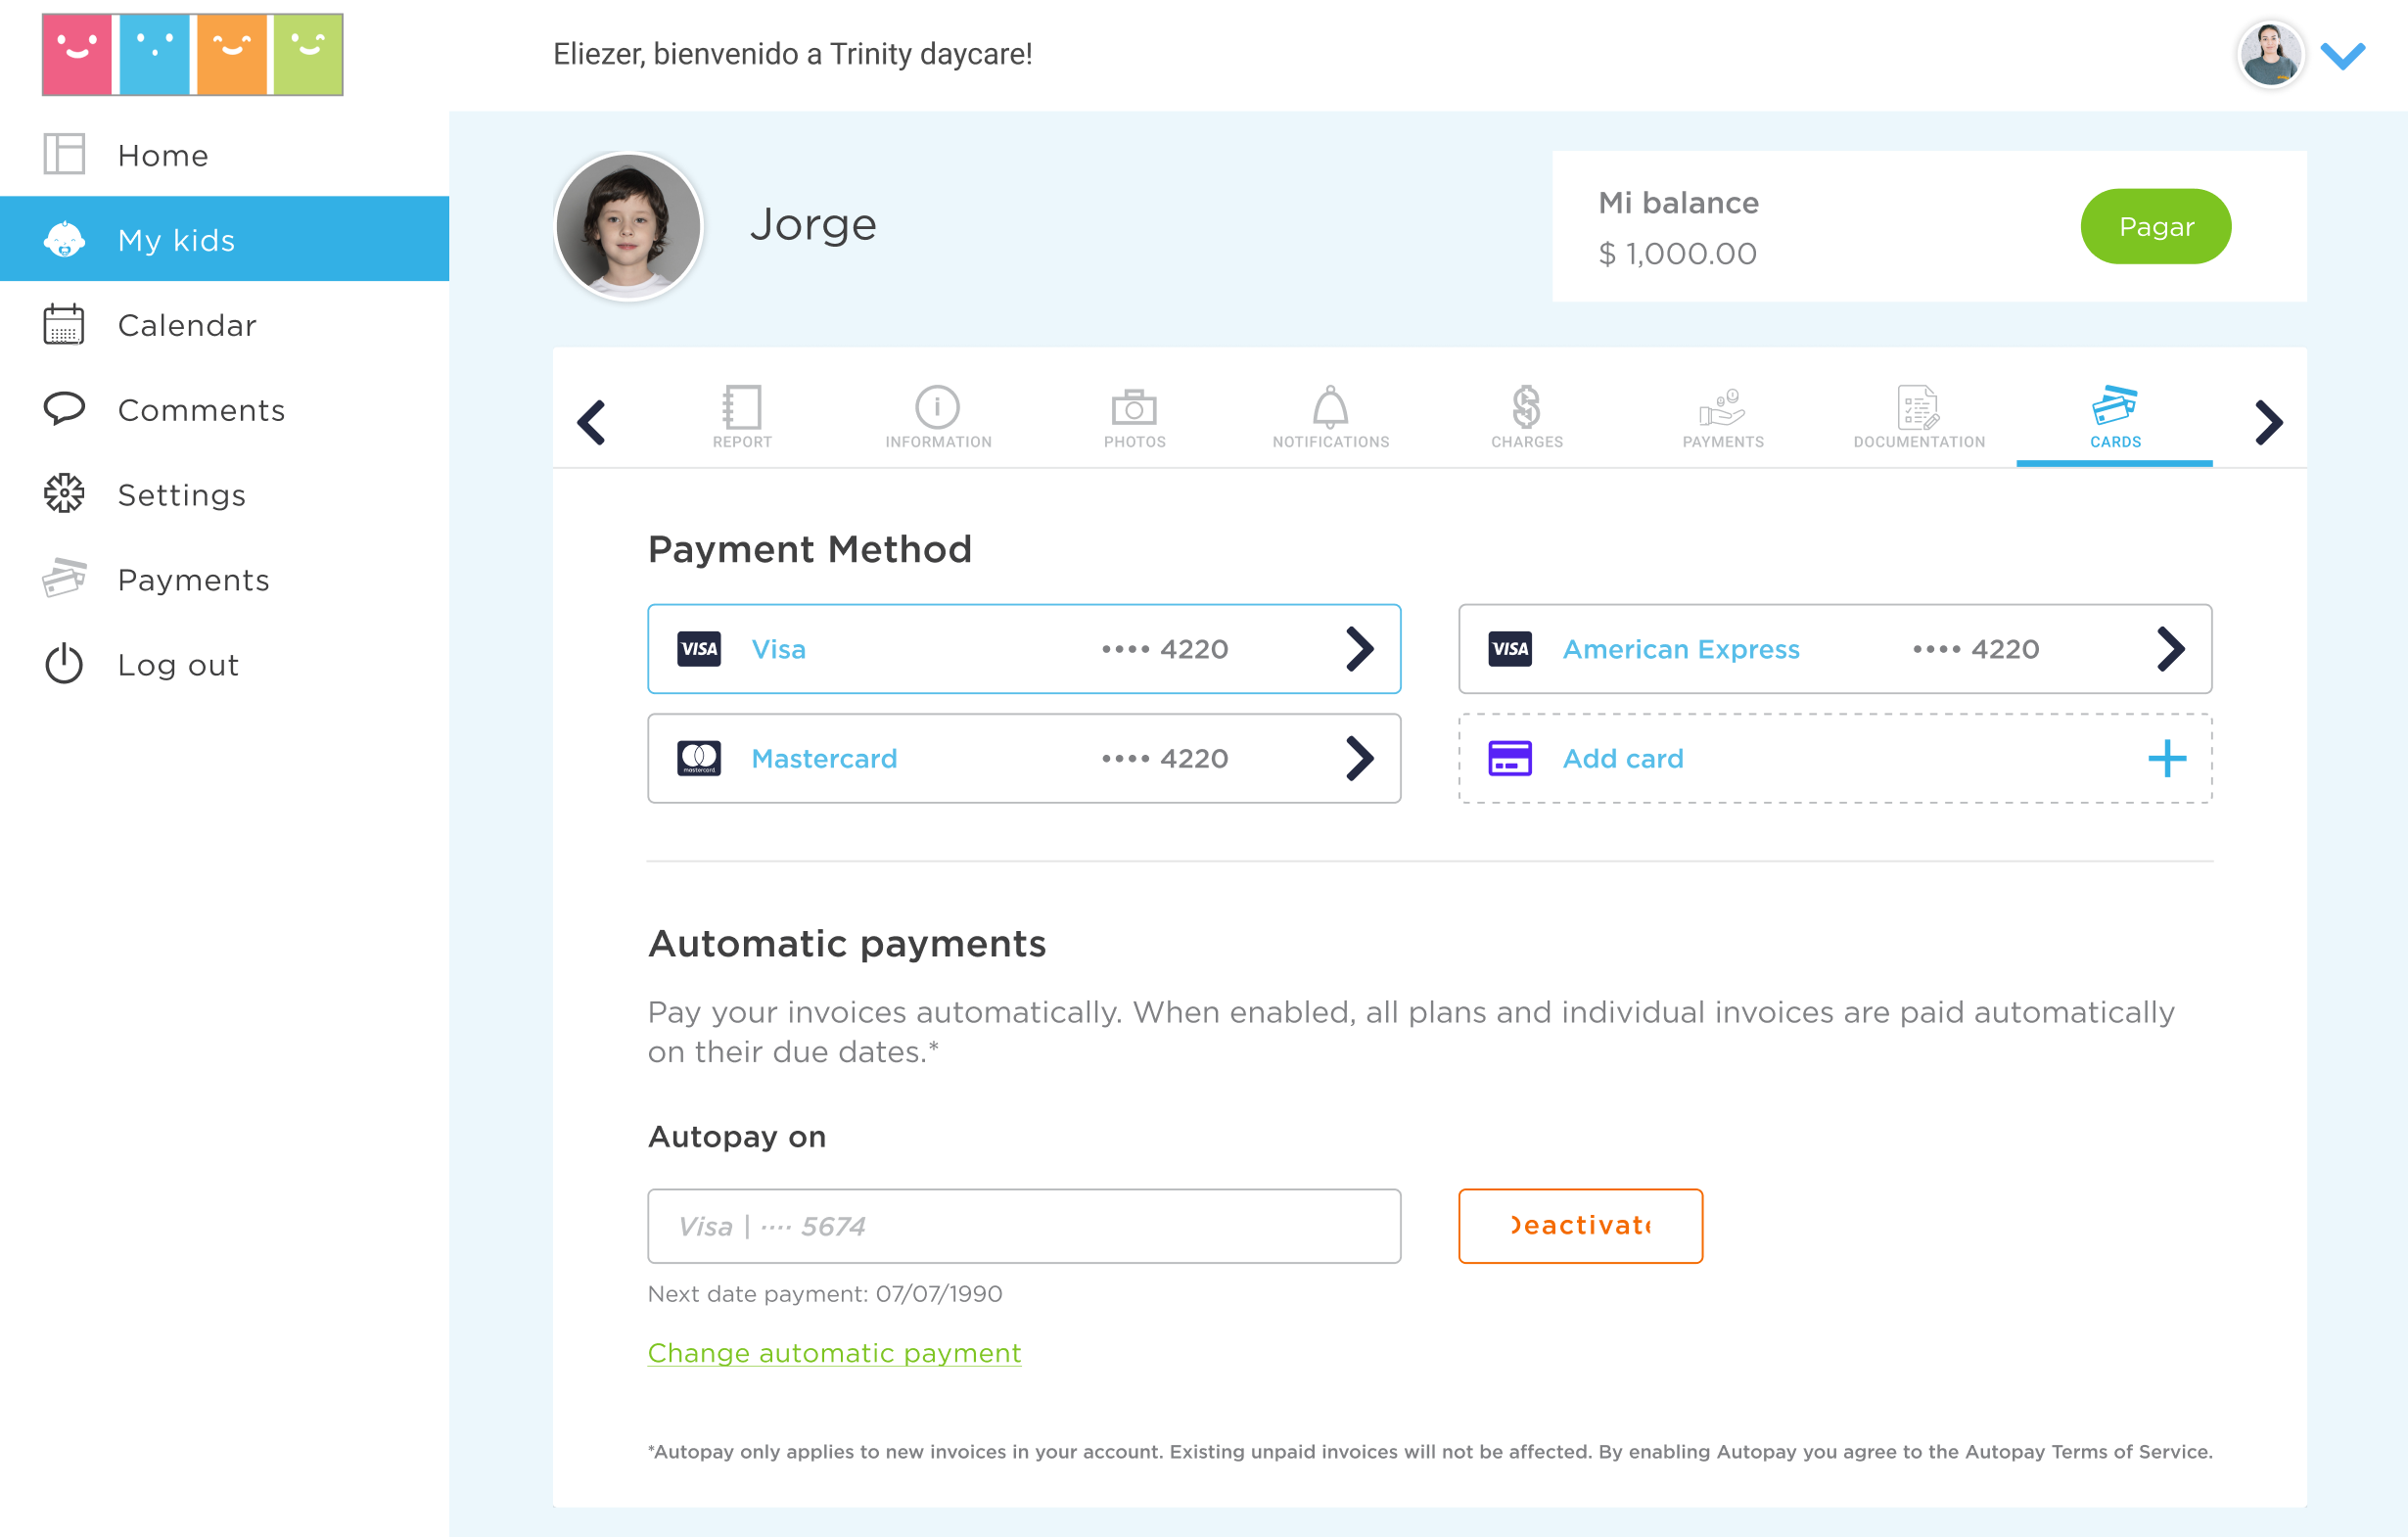 Eliezer, bienvenido a Trinity daycare!
Home
My kids
Calendar
Comments
Settings
Payments
Log out
Jorge
Mi balance
$ 1,000.00
Pagar
REPORT
INFORMATION
PHOTOS
NOTIFICATIONS
CHARGES
PAYMENTS
DOCUMENTATION
CARDS
Payment Method
VISA Visa •••• 4220
VISA American Express •••• 4220
mastercard Mastercard •••• 4220
Add card
Automatic payments
Pay your invoices automatically. When enabled, all plans and individual invoices are paid automatically
on their due dates.*
Autopay on
Visa | ···· 5674
Deactivate
Next date payment: 07/07/1990
Change automatic payment
*Autopay only applies to new invoices in your account. Existing unpaid invoices will not be affected. By enabling Autopay you agree to the Autopay Terms of Service.